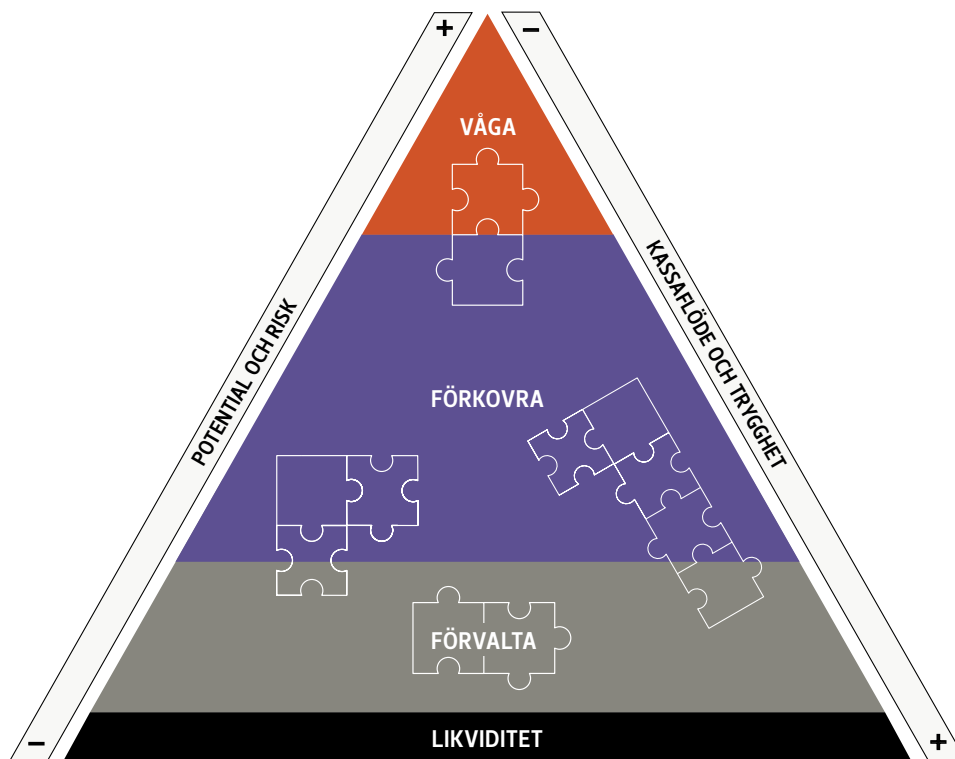 +
−
VÅGA
POTENTIAL OCH RISK
KASSAFLÖDE OCH TRYGGHET
FÖRKOVRA
FÖRVALTA
LIKVIDITET
−
+